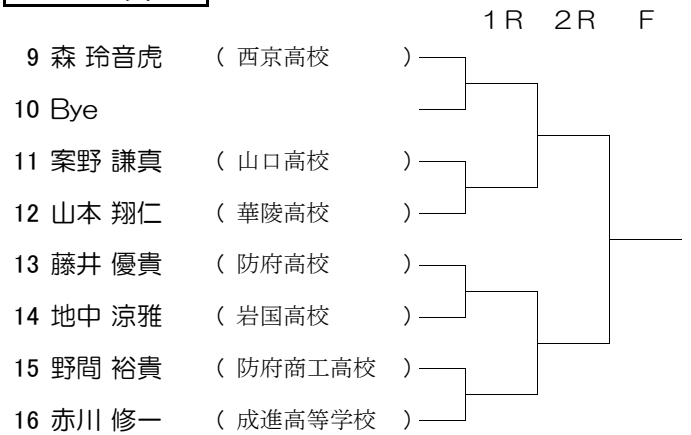 1R 2R F
9 森 玲音虎 ( 西京高校 )
10 Bye
11 案野 謙真 ( 山口高校 )
12 山本 翔仁 ( 華陵高校 )
13 藤井 優貴 ( 防府高校 )
14 地中 涼雅 ( 岩国高校 )
15 野間 裕貴 ( 防府商工高校 )
16 赤川 修一 ( 成進高等学校 )